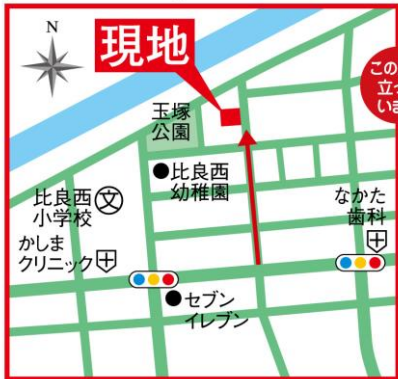 N
現地
この
立っ
いま
玉塚
公園
比良西
幼稚園
比良西
小学校
文
なかた
歯科
かしま
クリニック
セブン
イレブン